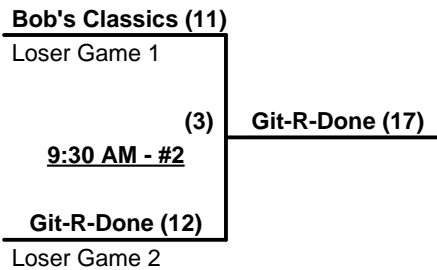 Bob's Classics (11)
Loser Game 1
(3)
Git-R-Done (17)
9:30 AM - #2
Git-R-Done (12)
Loser Game 2